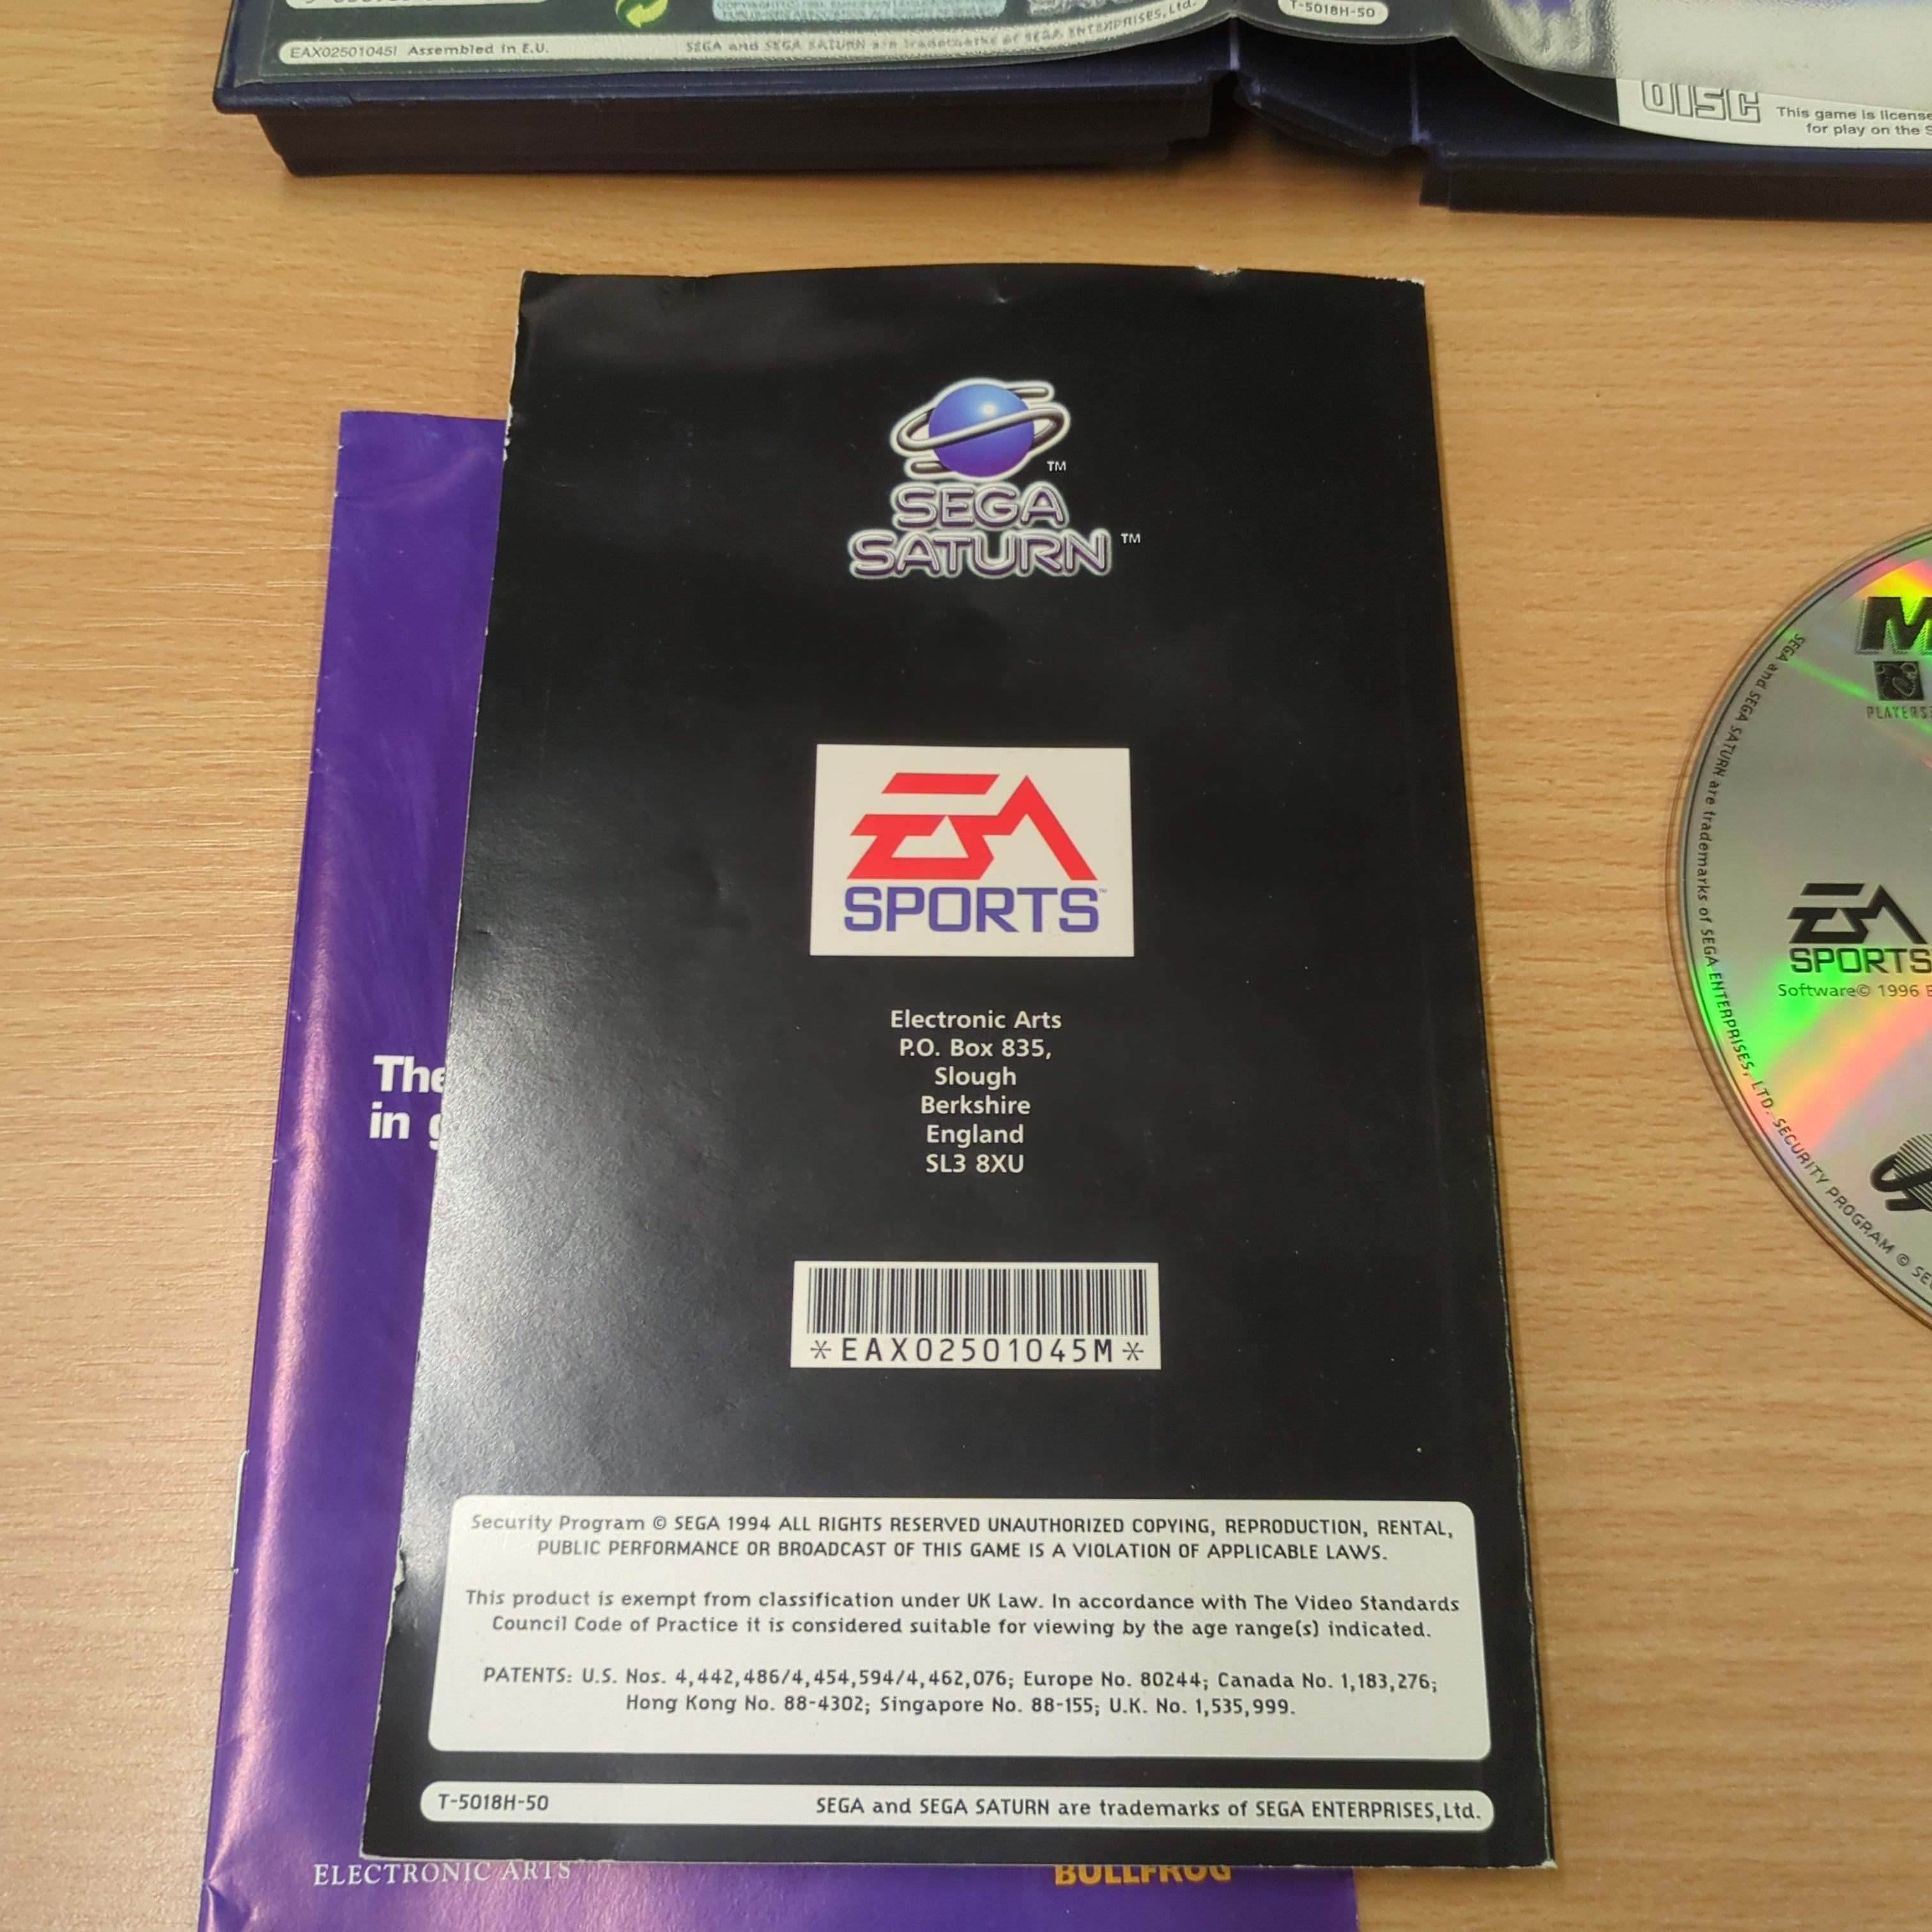 EAX02501045I Assembled in E.U.
SEGA and SEGA SATURN are trademarks of SEGA ENTERPRISES, Ltd.
T-5018H-50
DISC
This game is license
for play on the S
SEGA
SATURN ™
™
EA
SPORTS™
Electronic Arts
P.O. Box 835,
Slough
Berkshire
England
SL3 8XU
*EAX02501045M*
Security Program © SEGA 1994 ALL RIGHTS RESERVED UNAUTHORIZED COPYING, REPRODUCTION, RENTAL,
PUBLIC PERFORMANCE OR BROADCAST OF THIS GAME IS A VIOLATION OF APPLICABLE LAWS.
This product is exempt from classification under UK Law. In accordance with The Video Standards
Council Code of Practice it is considered suitable for viewing by the age range(s) indicated.
PATENTS: U.S. Nos. 4,442,486/4,454,594/4,462,076; Europe No. 80244; Canada No. 1,183,276;
Hong Kong No. 88-4302; Singapore No. 88-155; U.K. No. 1,535,999.
T-5018H-50
SEGA and SEGA SATURN are trademarks of SEGA ENTERPRISES, Ltd.
The
in g
ELECTRONIC ARTS
BULLFROG
M
PLAYERS
EA
SPORTS
Software© 1996 E
SEGA and SEGA SATURN are trademarks of SEGA ENTERPRISES, LTD. SECURITY PROGRAM © SE